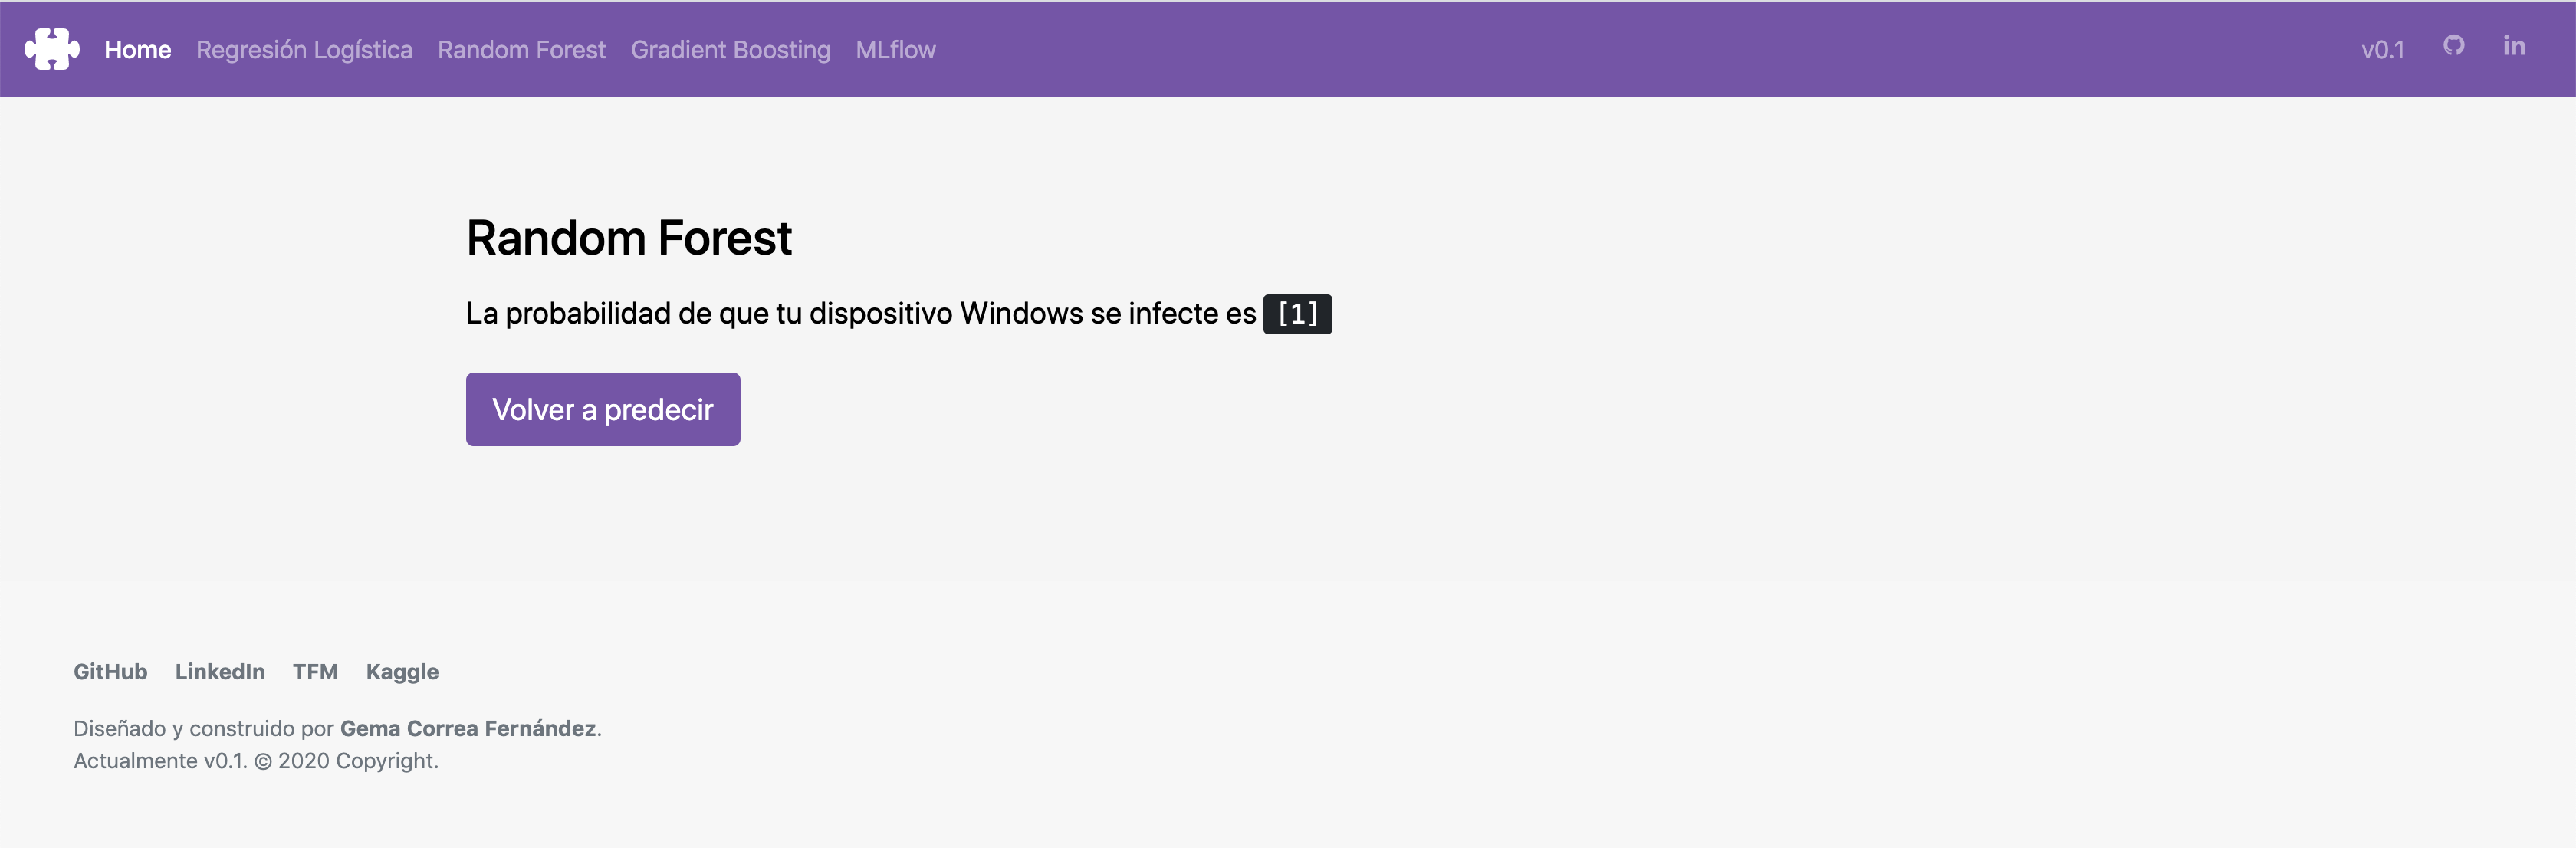 Home Regresión Logística Random Forest Gradient Boosting MLflow v0.1 in
Random Forest
La probabilidad de que tu dispositivo Windows se infecte es [1]
Volver a predecir
GitHub LinkedIn TFM Kaggle
Diseñado y construido por Gema Correa Fernández.
Actualmente v0.1. © 2020 Copyright.